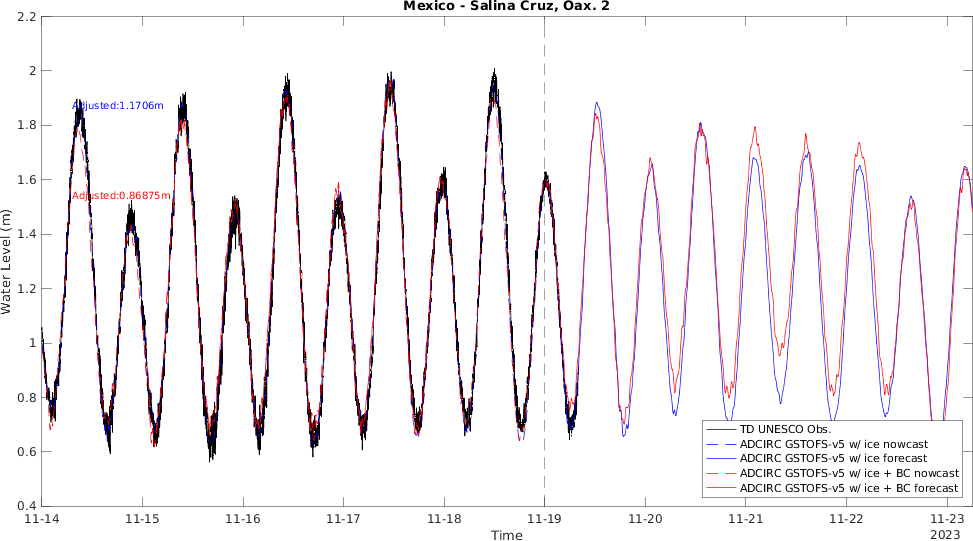 Mexico - Salina Cruz, Oax. 2
2.2
2
1.8
1.6
1.4
1.2
1
0.8
0.6
0.4
Water Level (m)
Adjusted:1.1706m
Adjusted:0.86875m
TD UNESCO Obs.
ADCIRC GSTOFS-v5 w/ ice nowcast
ADCIRC GSTOFS-v5 w/ ice forecast
ADCIRC GSTOFS-v5 w/ ice + BC nowcast
ADCIRC GSTOFS-v5 w/ ice + BC forecast
11-14 11-15 11-16 11-17 11-18 11-19 11-20 11-21 11-22 11-23
Time
2023